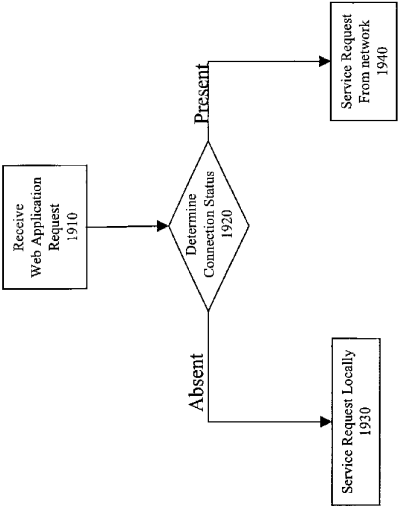 Receive
Web Application
Request
1910
Determine
Connection Status
1920
Absent
Present
Service Request Locally
1930
Service Request
From network
1940